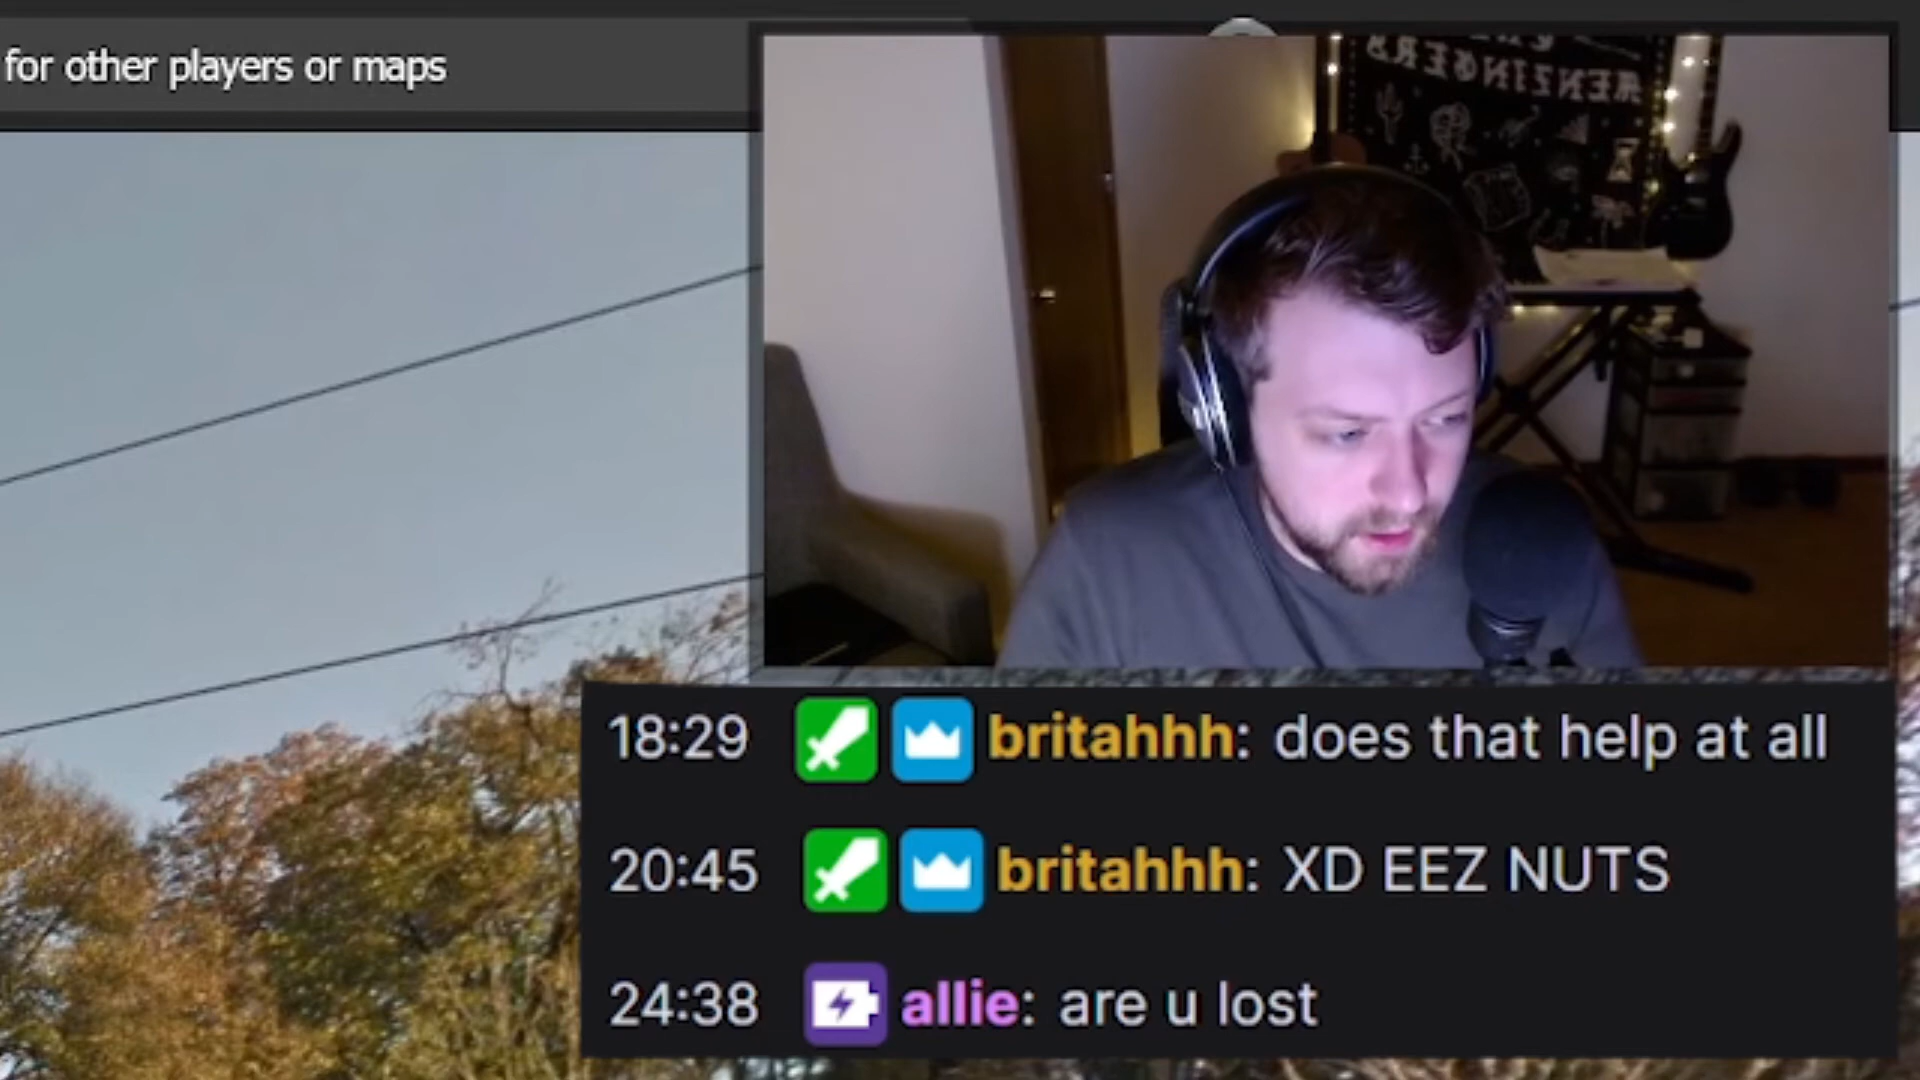 for other players or maps
MENZINGERS
18:29 britahhh: does that help at all
20:45 britahhh: XD EEZ NUTS
24:38 allie: are u lost